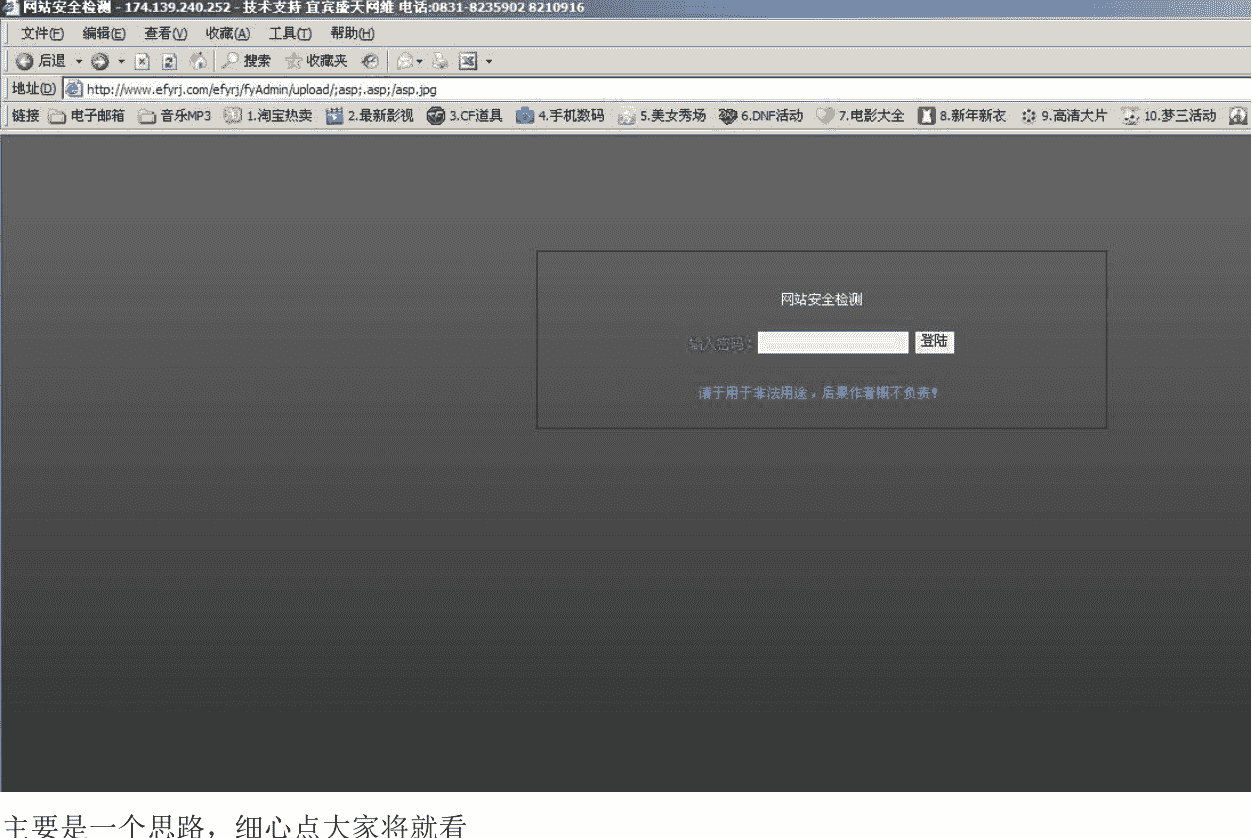 网站安全检测 - 174.139.240.252 - 技术支持 宜宾盛天网维 电话:0831-8235902 8210916
文件(F) 编辑(E) 查看(V) 收藏(A) 工具(T) 帮助(H)
后退 搜索 收藏夹
地址(D) http://www.efyrj.com/efyrj/fyAdmin/upload/;asp;.asp;/asp.jpg
链接 电子邮箱 音乐MP3 1.淘宝热卖 2.最新影视 3.CF道具 4.手机数码 5.美女秀场 6.DNF活动 7.电影大全 8.新年新衣 9.高清大片 10.梦三活动
网站安全检测
输入密码: 登陆
请于用于非法用途，后果作者概不负责!
主要是一个思路，细心点大家将就看